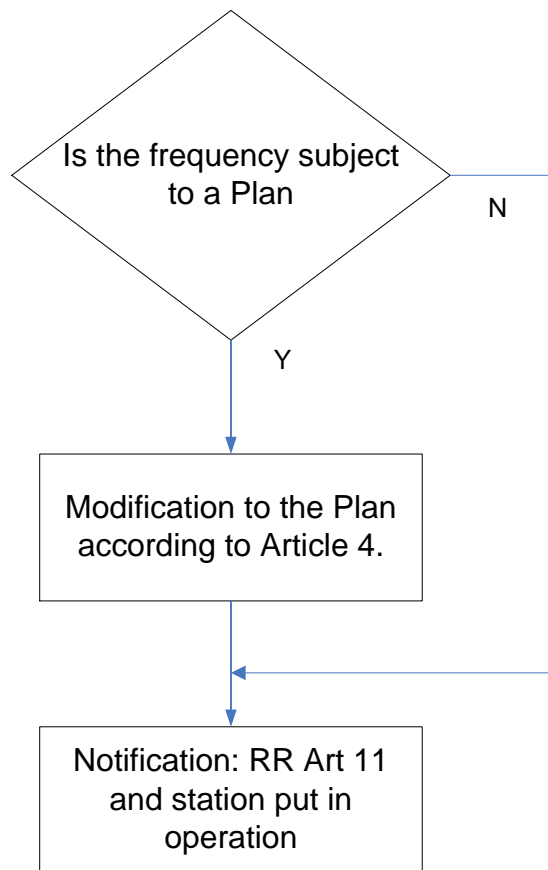 Is the frequency subject
to a Plan
N
Y
Modification to the Plan
according to Article 4.
Notification: RR Art 11
and station put in
operation